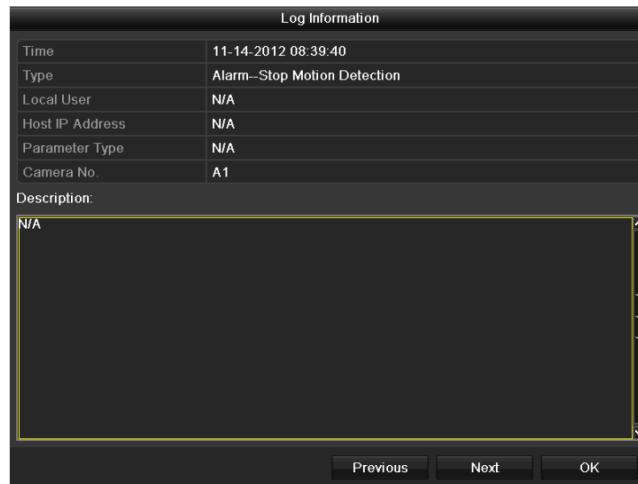 Log Information
Time 11-14-2012 08:39:40
Type Alarm--Stop Motion Detection
Local User N/A
Host IP Address N/A
Parameter Type N/A
Camera No. A1
Description:
N/A
Previous Next OK